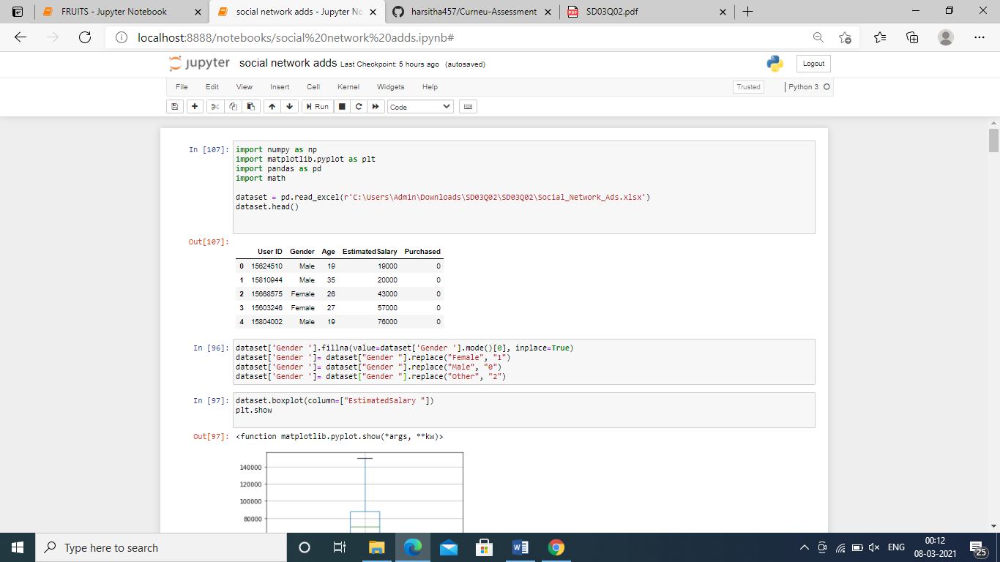 FRUITS - Jupyter Notebook
social network adds - Jupyter No
harsitha457/Curneu-Assessment
PDF
SD03Q02.pdf
localhost:8888/notebooks/social%20network%20adds.ipynb#
jupyter social network adds Last Checkpoint: 5 hours ago (autosaved)
Logout
File Edit View Insert Cell Kernel Widgets Help
Trusted
Python 3
Run
Code
In [107]:
import numpy as np
import matplotlib.pyplot as plt
import pandas as pd
import math
dataset = pd.read_excel(r'C:\Users\Admin\Downloads\SD03Q02\SD03Q02\Social_Network_Ads.xlsx')
dataset.head()
Out[107]:
User ID Gender Age EstimatedSalary Purchased
0 15624510 Male 19 19000 0
1 15810944 Male 35 20000 0
2 15668575 Female 26 43000 0
3 15603246 Female 27 57000 0
4 15804002 Male 19 76000 0
In [96]:
dataset['Gender '].fillna(value=dataset['Gender '].mode()[0], inplace=True)
dataset['Gender ']= dataset["Gender "].replace("Female", "1")
dataset['Gender ']= dataset["Gender "].replace("Male", "0")
dataset['Gender ']= dataset["Gender "].replace("Other", "2")
In [97]:
dataset.boxplot(column=["EstimatedSalary "])
plt.show
Out[97]: <function matplotlib.pyplot.show(*args, **kw)>
140000
120000
100000
80000
Type here to search
W
ENG
00:12
08-03-2021
25